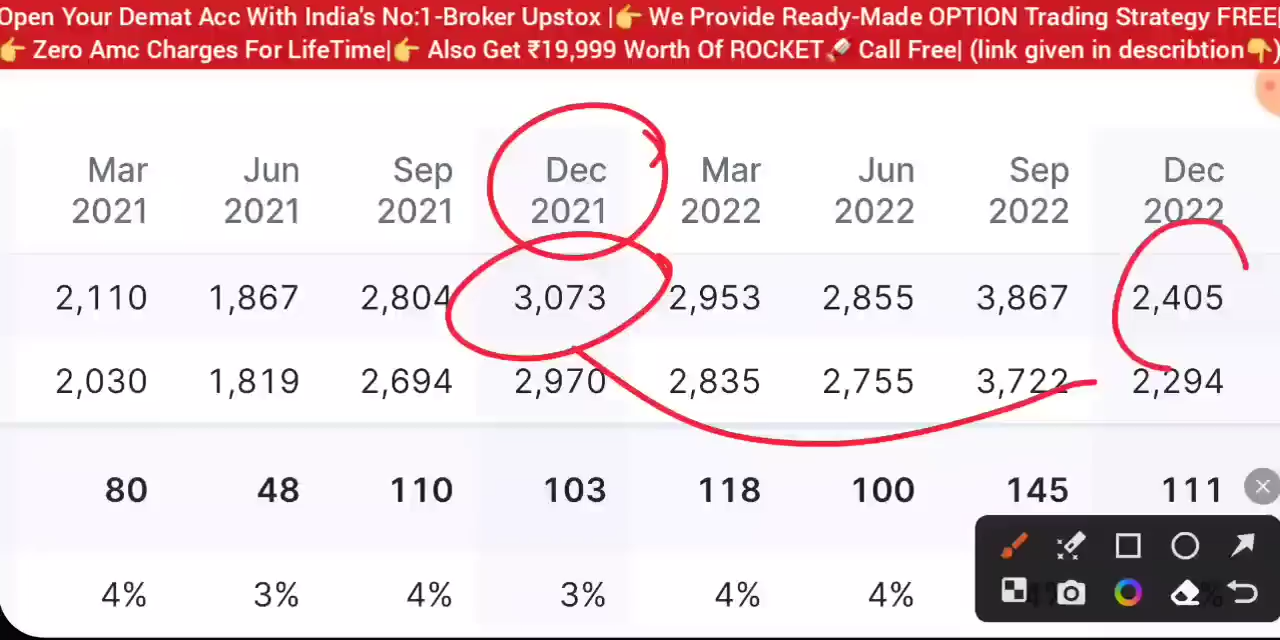 Open Your Demat Acc With India's No:1-Broker Upstox |👉 We Provide Ready-Made OPTION Trading Strategy FREE|
👉 Zero Amc Charges For LifeTime|👉 Also Get ₹19,999 Worth Of ROCKET🚀 Call Free| (link given in describtion👇)
Mar Jun Sep Dec Mar Jun Sep Dec
2021 2021 2021 2021 2022 2022 2022 2022
2,110 1,867 2,804 3,073 2,953 2,855 3,867 2,405
2,030 1,819 2,694 2,970 2,835 2,755 3,722 2,294
80 48 110 103 118 100 145 111
4% 3% 4% 3% 4% 4%